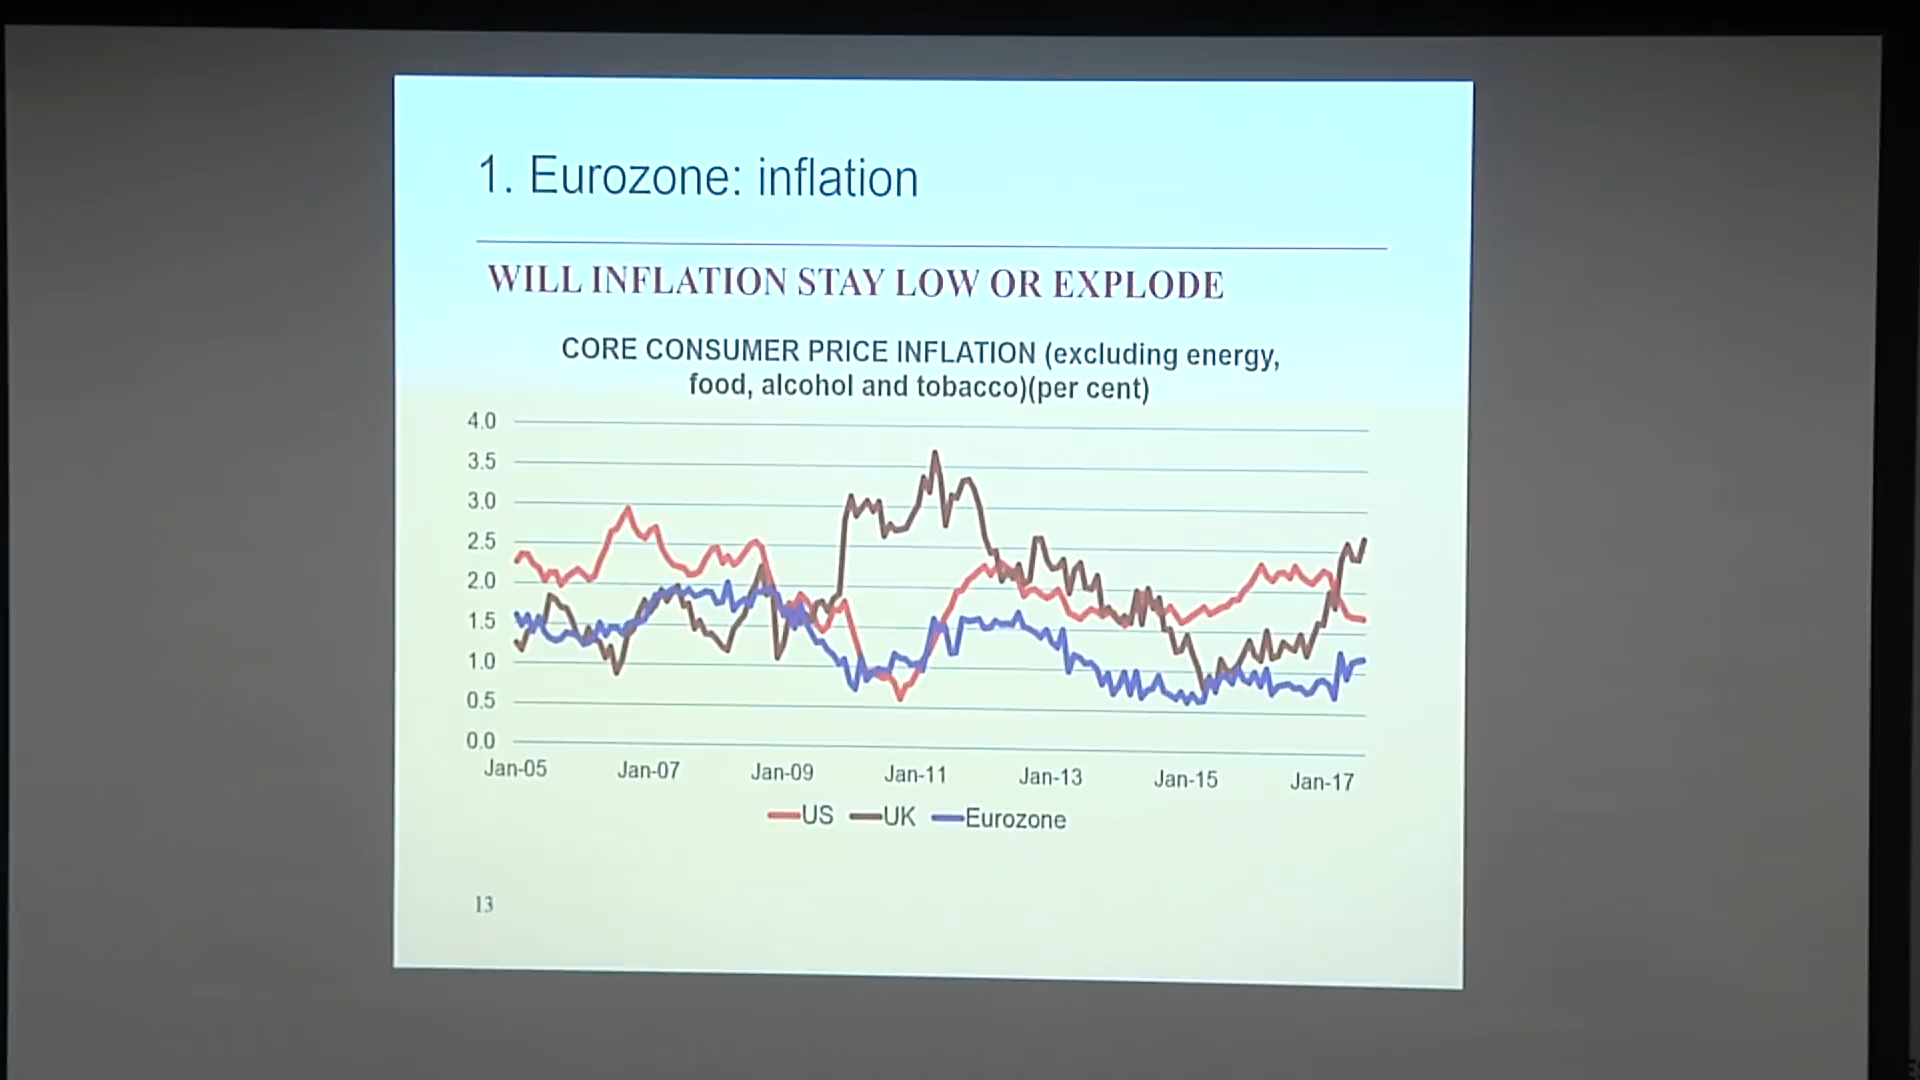 1. Eurozone: inflation
WILL INFLATION STAY LOW OR EXPLODE
CORE CONSUMER PRICE INFLATION (excluding energy,
food, alcohol and tobacco)(per cent)
4.0
3.5
3.0
2.5
2.0
1.5
1.0
0.5
0.0
Jan-05 Jan-07 Jan-09 Jan-11 Jan-13 Jan-15 Jan-17
US UK Eurozone
13